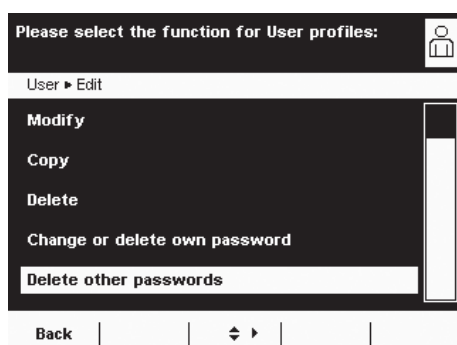 Please select the function for User profiles:
User ▸ Edit
Modify
Copy
Delete
Change or delete own password
Delete other passwords
Back